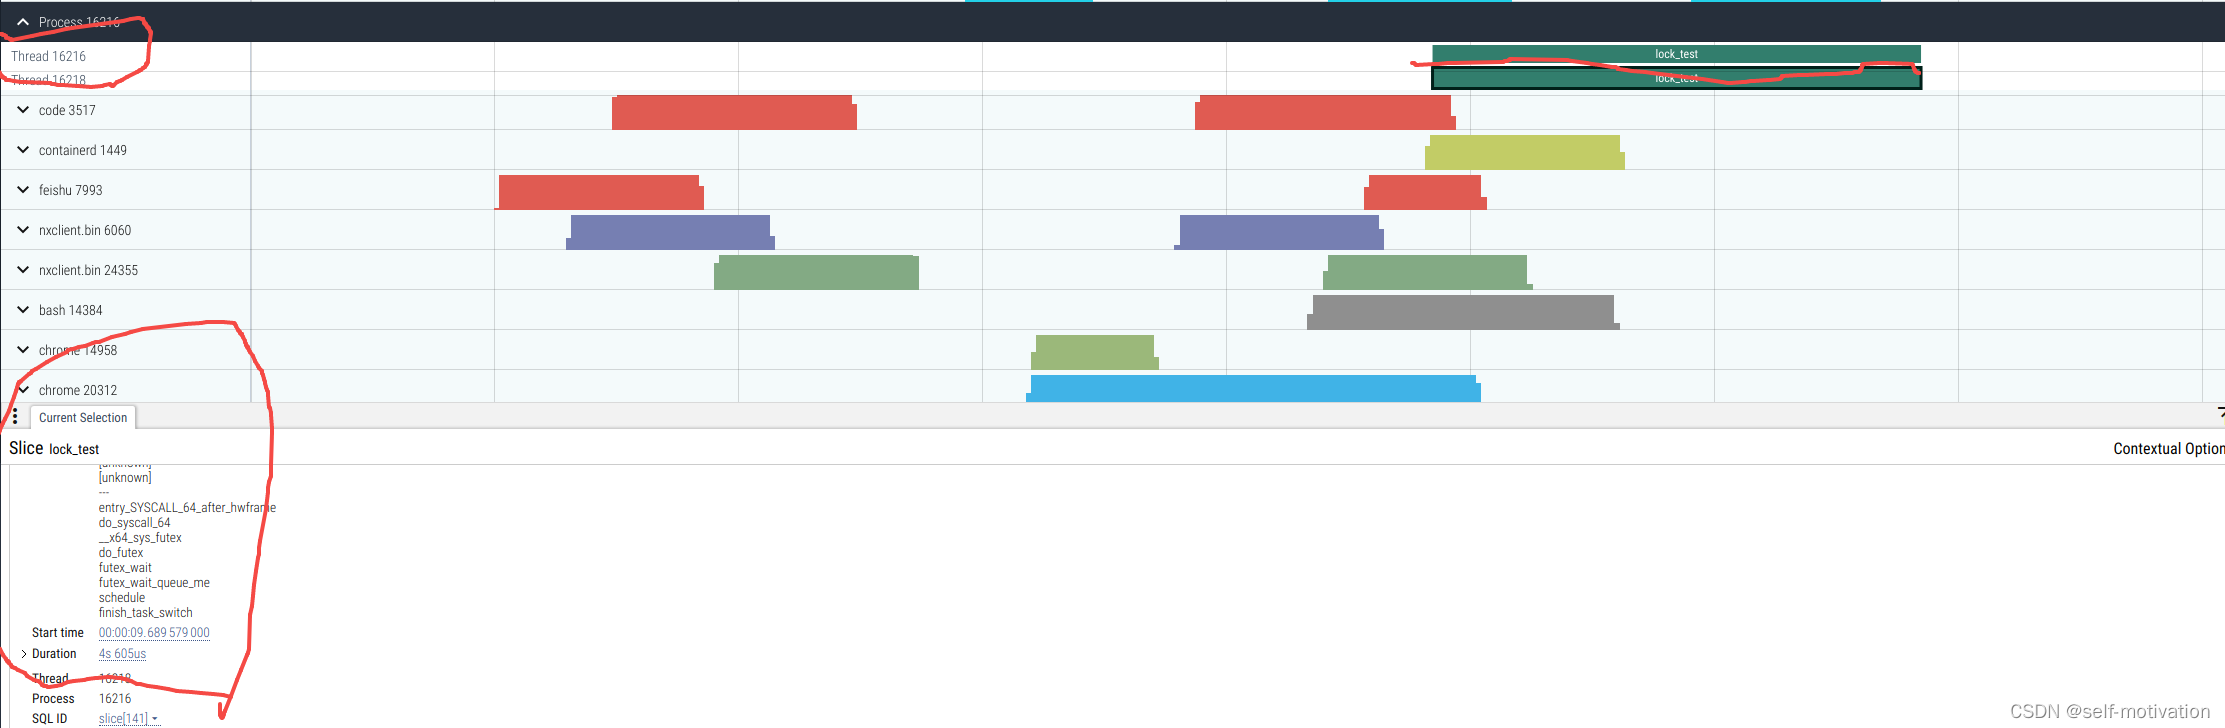 Process 16216
Thread 16216
lock_test
Thread 16218
lock_test
code 3517
containerd 1449
feishu 7993
nxclient.bin 6060
nxclient.bin 24355
bash 14384
chrome 14958
chrome 20312
Current Selection
Slice lock_test
Contextual Option
[unknown]
[unknown]
---
entry_SYSCALL_64_after_hwframe
do_syscall_64
__x64_sys_futex
do_futex
futex_wait
futex_wait_queue_me
schedule
finish_task_switch
Start time 00:00:09.689 579 000
Duration 4s 605us
Thread 16218
Process 16216
SQL ID slice[141]
CSDN @self-motivation